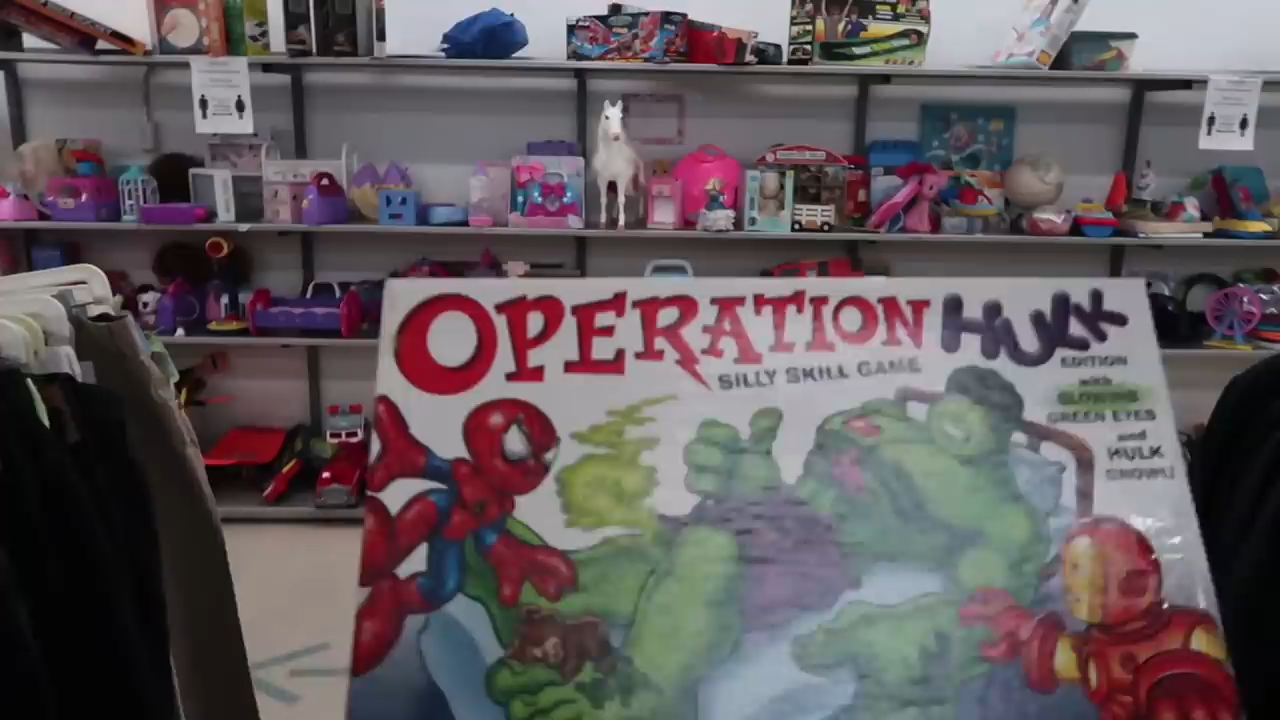 OPERATION HULK
SILLY SKILL GAME
EDITION
with
GLOWING
GREEN EYES
and
HULK
GROWL!